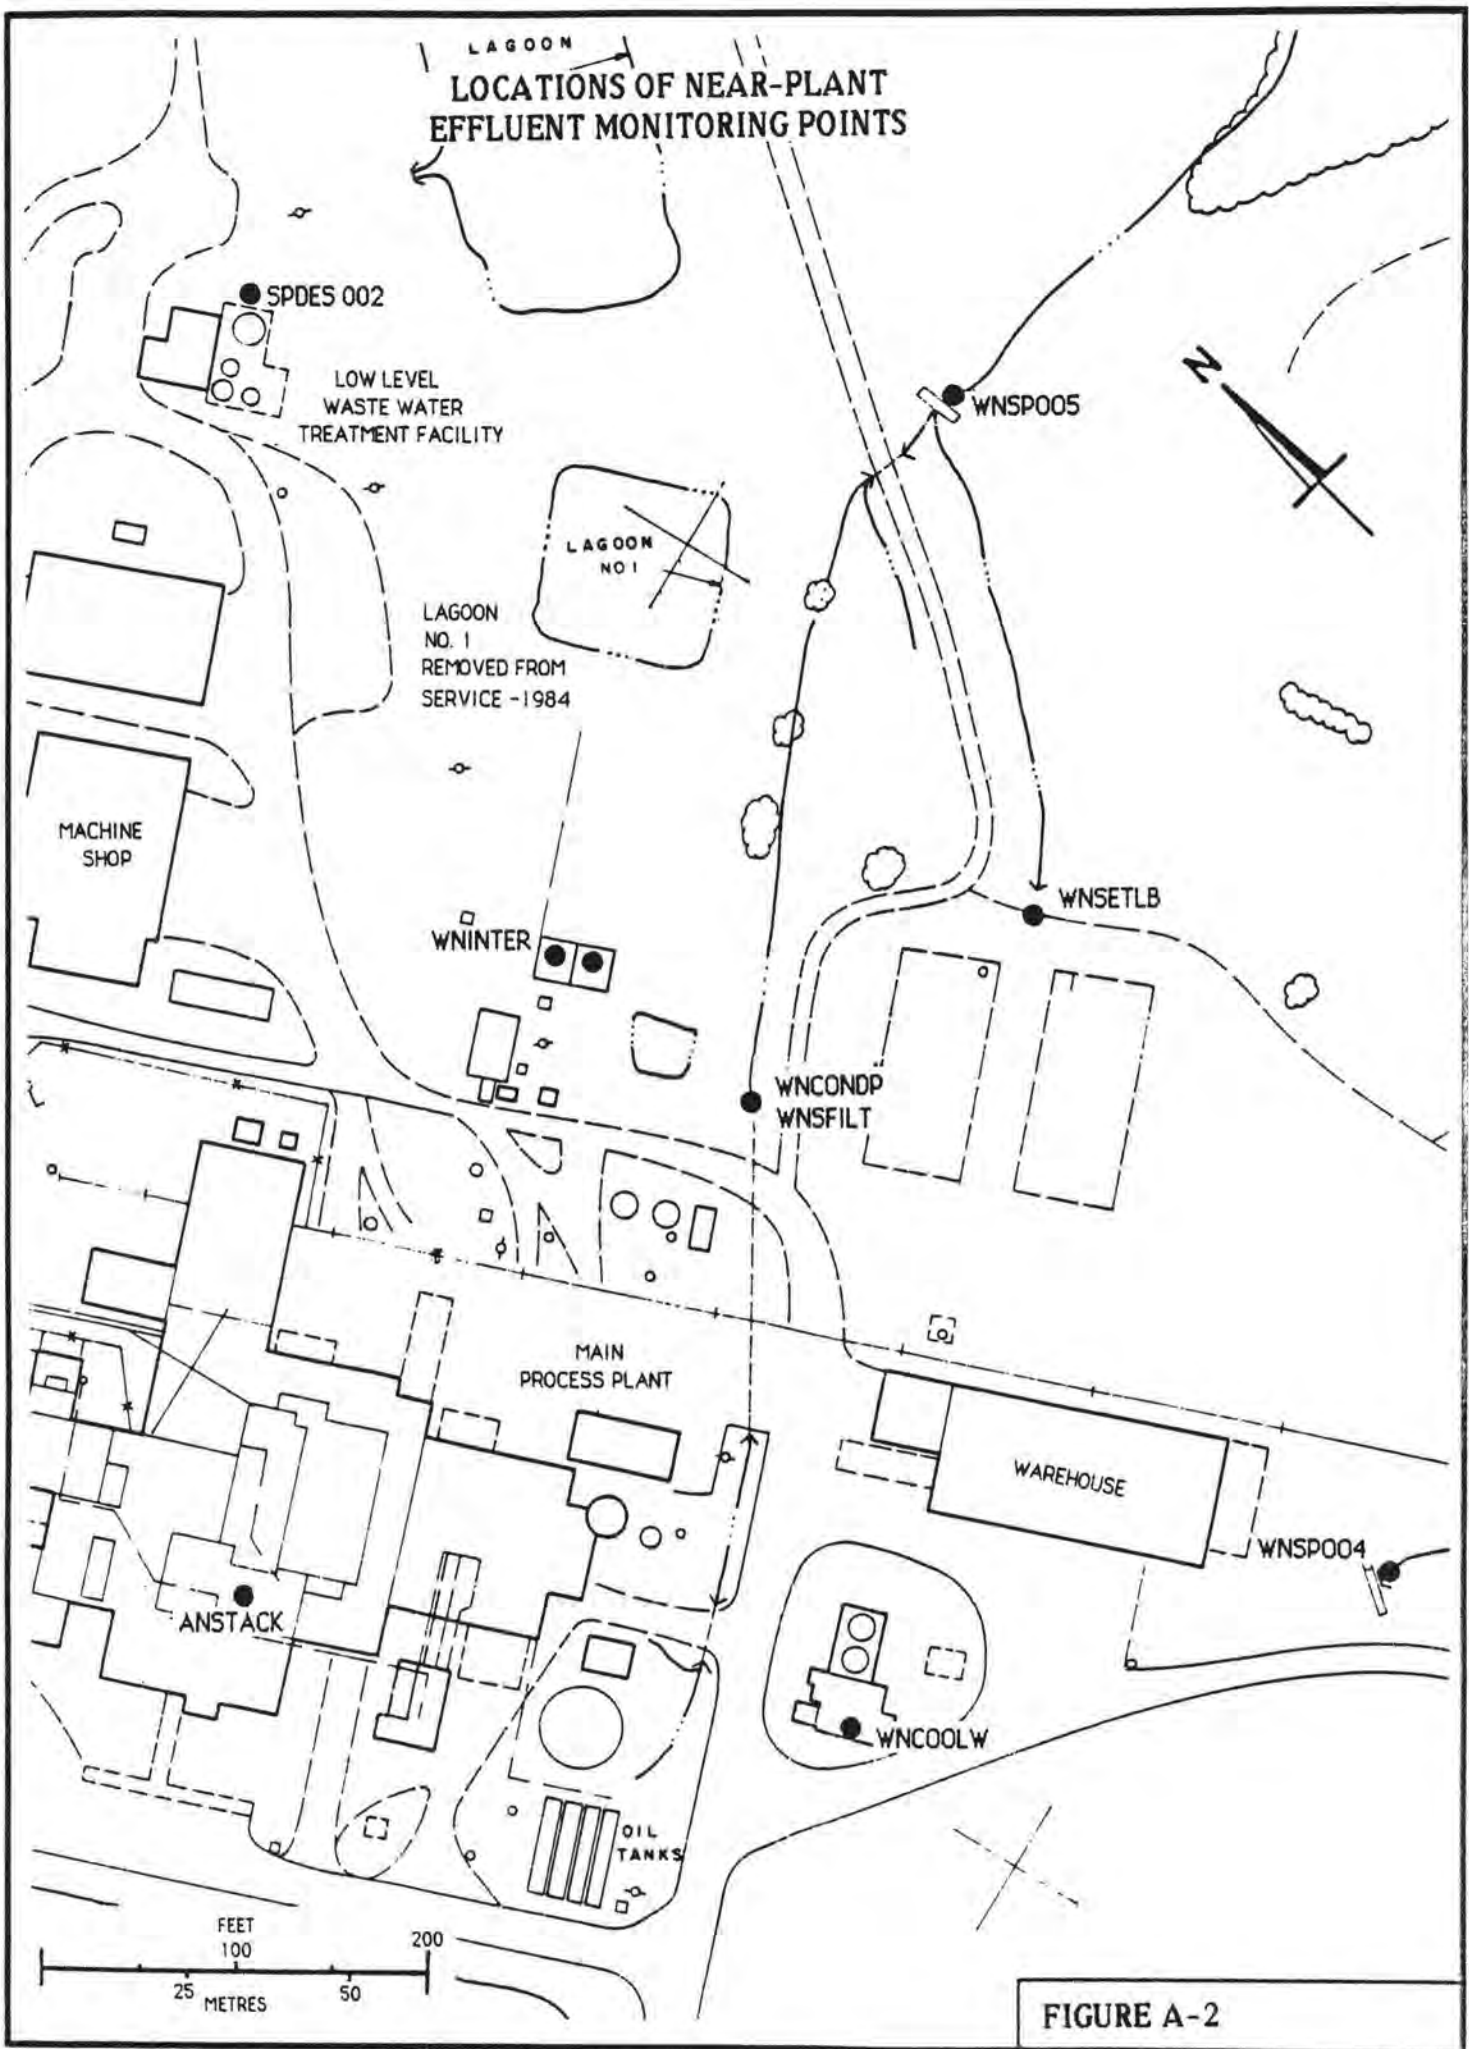 LAGOON
LOCATIONS OF NEAR-PLANT
EFFLUENT MONITORING POINTS
SPDES 002
LOW LEVEL
WASTE WATER
TREATMENT FACILITY
WNSP005
N
LAGOON
NO 1
LAGOON
NO. 1
REMOVED FROM
SERVICE -1984
MACHINE
SHOP
WNSETLB
WNINTER
WNCONDP
WNSFILT
MAIN
PROCESS PLANT
WAREHOUSE
WNSP004
ANSTACK
WNCOOLW
OIL
TANKS
FEET
100
200
25
50
METRES
FIGURE A-2